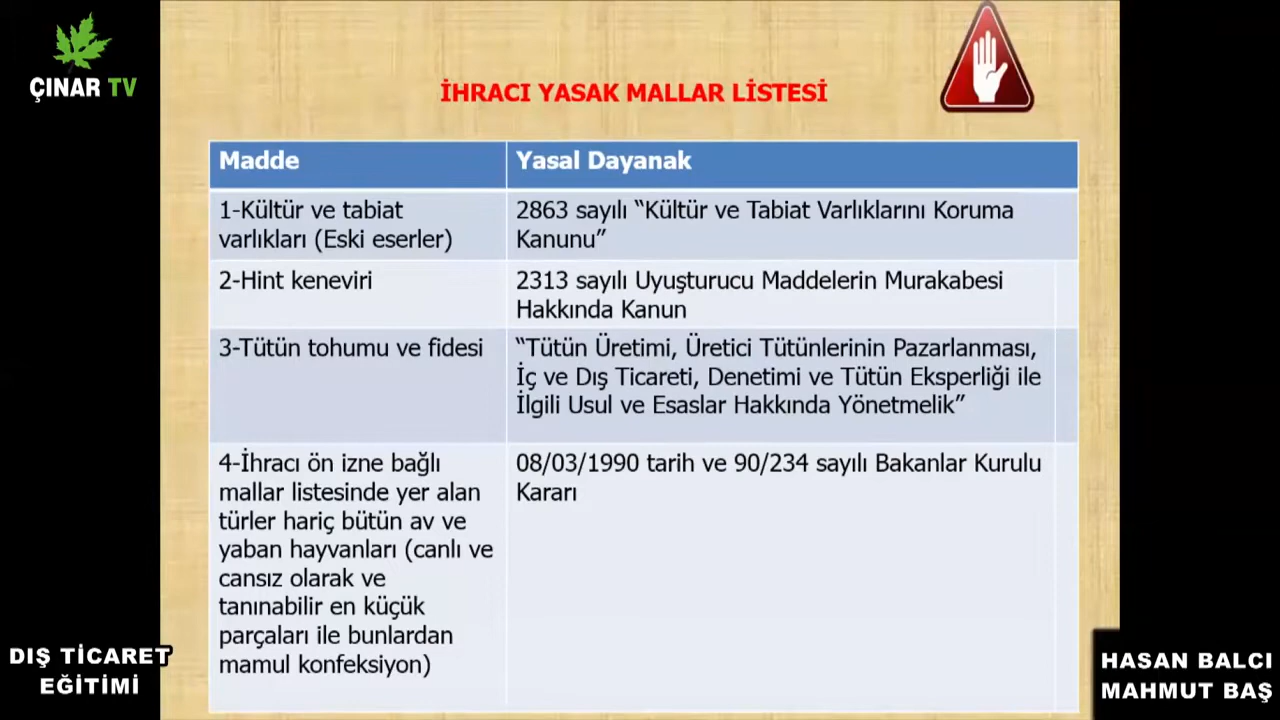 ÇINAR TV
İHRACI YASAK MALLAR LİSTESİ
Madde
Yasal Dayanak
1-Kültür ve tabiat
varlıkları (Eski eserler)
2863 sayılı “Kültür ve Tabiat Varlıklarını Koruma
Kanunu”
2-Hint keneviri
2313 sayılı Uyuşturucu Maddelerin Murakabesi
Hakkında Kanun
3-Tütün tohumu ve fidesi
“Tütün Üretimi, Üretici Tütünlerinin Pazarlanması,
İç ve Dış Ticareti, Denetimi ve Tütün Eksperliği ile
İlgili Usul ve Esaslar Hakkında Yönetmelik”
4-İhracı ön izne bağlı
mallar listesinde yer alan
türler hariç bütün av ve
yaban hayvanları (canlı ve
cansız olarak ve
tanınabilir en küçük
parçaları ile bunlardan
mamul konfeksiyon)
08/03/1990 tarih ve 90/234 sayılı Bakanlar Kurulu
Kararı
DIŞ TİCARET
EĞİTİMİ
HASAN BALCI
MAHMUT BAŞ